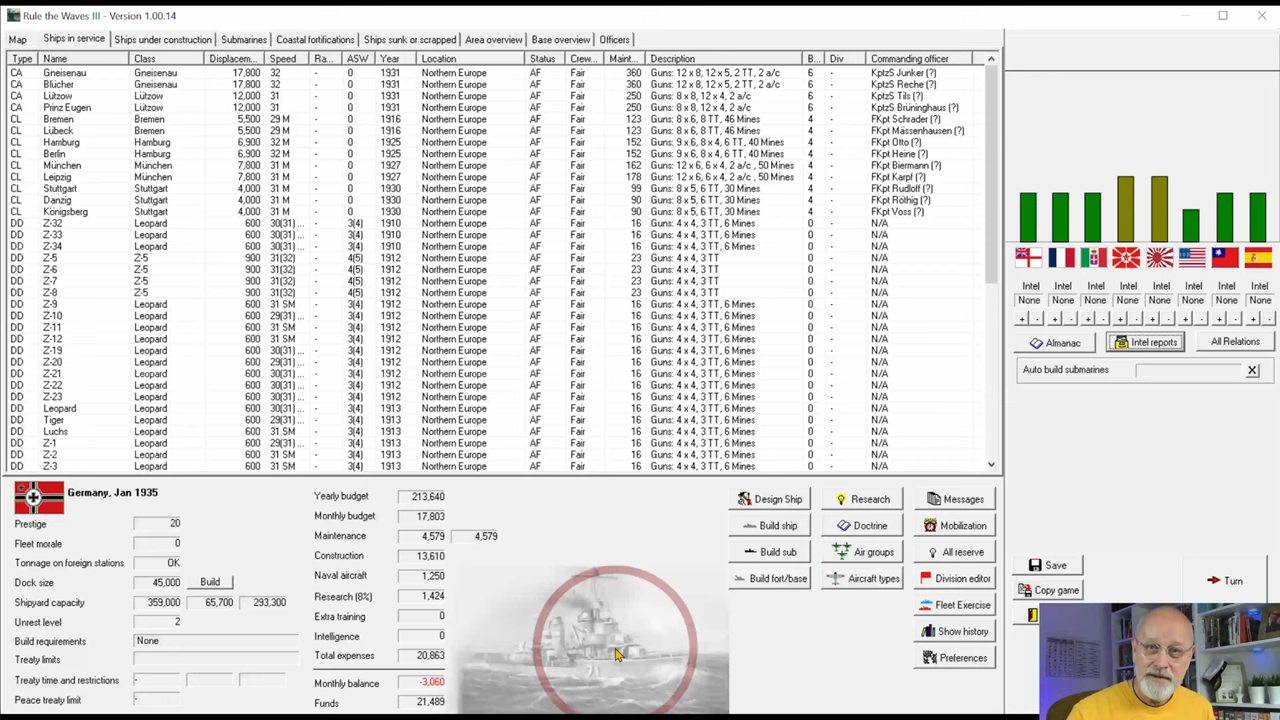 Rule the Waves III - Version 1.00.14
Map Ships in service Ships under construction Submarines Coastal fortifications Ships sunk or scrapped Area overview Base overview Officers
Type Name Class Displacem... Speed Ra... ASW Year Location Status Crew... Maint... Description B... Div Commanding officer
CA Gneisenau Gneisenau 17,800 32 - 0 1931 Northern Europe AF Fair 360 Guns: 12 x 8, 12 x 5, 2 TT, 2 a/c 6 - KptzS Junker (?)
CA Blücher Gneisenau 17,800 32 - 0 1931 Northern Europe AF Fair 360 Guns: 12 x 8, 12 x 5, 2 TT, 2 a/c 6 - KptzS Reche (?)
CA Lützow Lützow 12,000 31 - 0 1931 Northern Europe AF Fair 250 Guns: 8 x 8, 12 x 4, 2 a/c 6 - KptzS Tils (?)
CA Prinz Eugen Lützow 12,000 31 - 0 1931 Northern Europe AF Fair 250 Guns: 8 x 8, 12 x 4, 2 a/c 6 - KptzS Brüninghaus (?)
CL Bremen Bremen 5,500 29 M - 0 1916 Northern Europe AF Fair 123 Guns: 8 x 6, 8 TT, 46 Mines 4 - FKpt Schrader (?)
CL Lübeck Bremen 5,500 29 M - 0 1916 Northern Europe AF Fair 123 Guns: 8 x 6, 8 TT, 46 Mines 4 - FKpt Mässenhausen (?)
CL Hamburg Hamburg 6,900 32 M - 0 1925 Northern Europe AF Fair 152 Guns: 9 x 6, 8 x 4, 6 TT, 40 Mines 4 - FKpt Otto (?)
CL Berlin Hamburg 6,900 32 M - 0 1925 Northern Europe AF Fair 152 Guns: 9 x 6, 8 x 4, 6 TT, 40 Mines 4 - FKpt Heine (?)
CL München München 7,800 31 M - 0 1927 Northern Europe AF Fair 162 Guns: 12 x 6, 6 x 4, 2 a/c , 50 Mines 4 - FKpt Biermann (?)
CL Leipzig München 7,800 31 M - 0 1927 Northern Europe AF Fair 178 Guns: 12 x 6, 6 x 4, 2 a/c , 50 Mines 4 - FKpt Karpf (?)
CL Stuttgart Stuttgart 4,000 31 M - 0 1930 Northern Europe AF Fair 99 Guns: 8 x 5, 6 TT, 30 Mines 4 - FKpt Rudloff (?)
CL Danzig Stuttgart 4,000 31 M - 0 1930 Northern Europe AF Fair 90 Guns: 8 x 5, 6 TT, 30 Mines 4 - FKpt Röthig (?)
CL Königsberg Stuttgart 4,000 31 M - 0 1930 Northern Europe AF Fair 90 Guns: 8 x 5, 6 TT, 30 Mines 4 - FKpt Voss (?)
DD Z-32 Leopard 600 30(31) ... - 3(4) 1910 Northern Europe AF Fair 16 Guns: 4 x 4, 3 TT, 6 Mines 0 - N/A
DD Z-33 Leopard 600 30(31) ... - 3(4) 1910 Northern Europe AF Fair 16 Guns: 4 x 4, 3 TT, 6 Mines 0 - N/A
DD Z-34 Leopard 600 30(31) ... - 3(4) 1910 Northern Europe AF Fair 16 Guns: 4 x 4, 3 TT, 6 Mines 0 - N/A
DD Z-5 Z-5 900 31(32) - 4(5) 1912 Northern Europe AF Fair 23 Guns: 4 x 4, 3 TT 0 - N/A
DD Z-6 Z-5 900 31(32) - 4(5) 1912 Northern Europe AF Fair 23 Guns: 4 x 4, 3 TT 0 - N/A
DD Z-7 Z-5 900 31(32) - 4(5) 1912 Northern Europe AF Fair 23 Guns: 4 x 4, 3 TT 0 - N/A
DD Z-8 Z-5 900 31(32) - 4(5) 1912 Northern Europe AF Fair 23 Guns: 4 x 4, 3 TT 0 - N/A
DD Z-9 Leopard 600 31 SM - 3(4) 1912 Northern Europe AF Fair 16 Guns: 4 x 4, 3 TT, 6 Mines 0 - N/A
DD Z-10 Leopard 600 29(31) ... - 3(4) 1912 Northern Europe AF Fair 16 Guns: 4 x 4, 3 TT, 6 Mines 0 - N/A
DD Z-11 Leopard 600 31 SM - 3(4) 1912 Northern Europe AF Fair 16 Guns: 4 x 4, 3 TT, 6 Mines 0 - N/A
DD Z-12 Leopard 600 31 SM - 3(4) 1912 Northern Europe AF Fair 16 Guns: 4 x 4, 3 TT, 6 Mines 0 - N/A
DD Z-19 Leopard 600 30(31) ... - 3(4) 1912 Northern Europe AF Fair 16 Guns: 4 x 4, 3 TT, 6 Mines 0 - N/A
DD Z-20 Leopard 600 29(31) ... - 3(4) 1912 Northern Europe AF Fair 16 Guns: 4 x 4, 3 TT, 6 Mines 0 - N/A
DD Z-21 Leopard 600 30(31) ... - 3(4) 1912 Northern Europe AF Fair 16 Guns: 4 x 4, 3 TT, 6 Mines 0 - N/A
DD Z-22 Leopard 600 30(31) ... - 3(4) 1912 Northern Europe AF Fair 16 Guns: 4 x 4, 3 TT, 6 Mines 0 - N/A
DD Z-23 Leopard 600 30(31) ... - 3(4) 1912 Northern Europe AF Fair 16 Guns: 4 x 4, 3 TT, 6 Mines 0 - N/A
DD Leopard Leopard 600 30(31) ... - 3(4) 1913 Northern Europe AF Fair 16 Guns: 4 x 4, 3 TT, 6 Mines 0 - N/A
DD Tiger Leopard 600 29(31) ... - 3(4) 1913 Northern Europe AF Fair 16 Guns: 4 x 4, 3 TT, 6 Mines 0 - N/A
DD Luchs Leopard 600 31 SM - 3(4) 1913 Northern Europe AF Fair 16 Guns: 4 x 4, 3 TT, 6 Mines 0 - N/A
DD Z-1 Leopard 600 29(31) ... - 3(4) 1913 Northern Europe AF Fair 16 Guns: 4 x 4, 3 TT, 6 Mines 0 - N/A
DD Z-2 Leopard 600 31 SM - 3(4) 1913 Northern Europe AF Fair 16 Guns: 4 x 4, 3 TT, 6 Mines 0 - N/A
DD Z-3 Leopard 600 31 SM - 3(4) 1913 Northern Europe AF Fair 16 Guns: 4 x 4, 3 TT, 6 Mines 0 - N/A
Intel Intel Intel Intel Intel Intel Intel Intel
None None None None None None None None
+ - + - + - + - + - + - + - + -
Almanac Intel reports All Relations
Auto build submarines X
Germany, Jan 1935
Prestige 20
Fleet morale 0
Tonnage on foreign stations OK
Dock size 45,000 Build
Shipyard capacity 359,000 65,700 293,300
Unrest level 2
Build requirements None
Treaty limits
Treaty time and restrictions -
Peace treaty limit -
Yearly budget 213,640
Monthly budget 17,803
Maintenance 4,579 4,579
Construction 13,610
Naval aircraft 1,250
Research (8%) 1,424
Extra training 0
Intelligence 0
Total expenses 20,863
Monthly balance -3,060
Funds 21,489
Design Ship Research Messages
Build ship Doctrine Mobilization
Build sub Air groups All reserve
Build fort/base Aircraft types Division editor
Fleet Exercise
Show history
Preferences
Save
Copy game
Turn